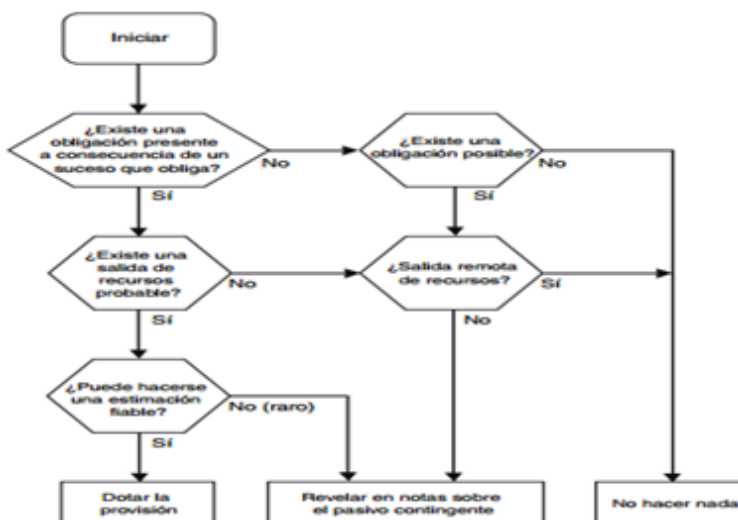 Iniciar
¿Existe una
obligación presente
a consecuencia de un
suceso que obliga?
No
¿Existe una
obligación posible?
No
Sí
Sí
¿Existe una
salida de
recursos
probable?
No
¿Salida remota
de recursos?
Sí
Sí
No
¿Puede hacerse
una estimación
fiable?
No (raro)
Sí
Dotar la
provisión
Revelar en notas sobre
el pasivo contingente
No hacer nada